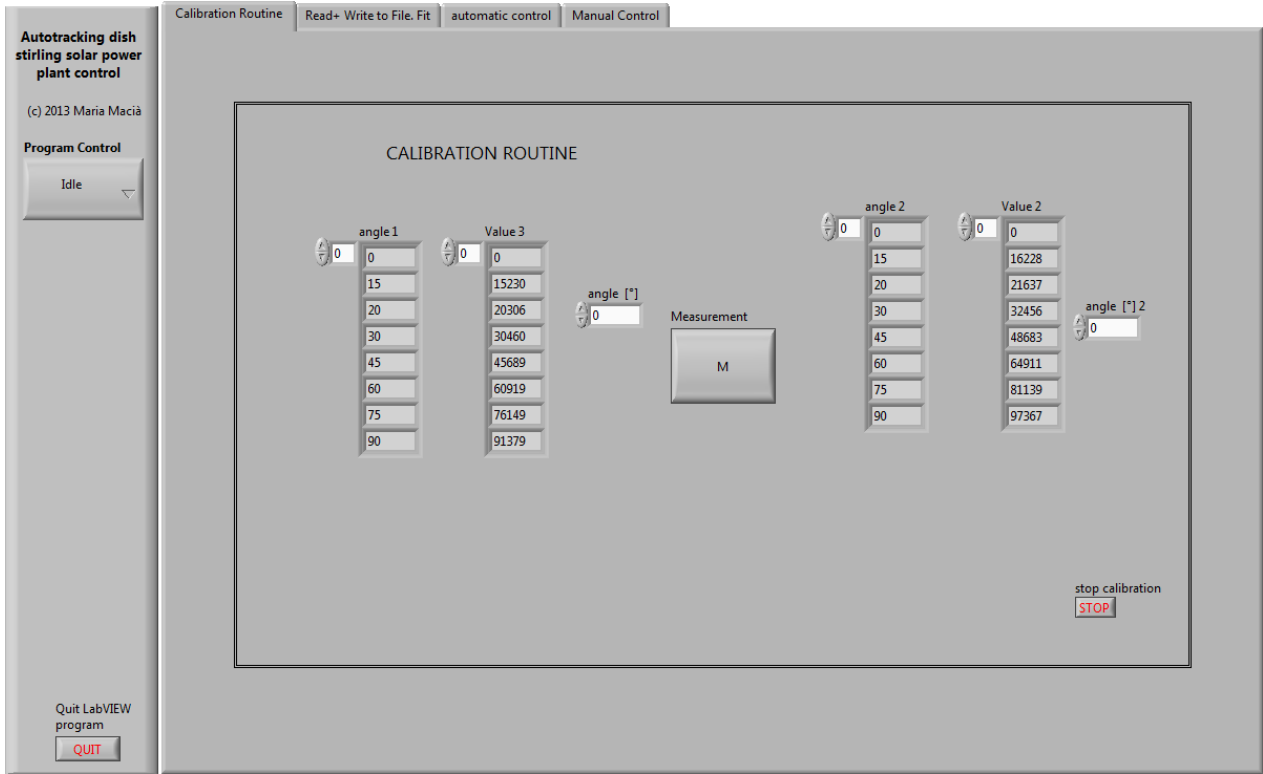 Autotracking dish
stirling solar power
plant control
(c) 2013 Maria Macià
Program Control
Idle
Quit LabVIEW
program
QUIT
Calibration Routine
Read+ Write to File. Fit
automatic control
Manual Control
CALIBRATION ROUTINE
angle 1
0
0
15
20
30
45
60
75
90
Value 3
0
0
15230
20306
30460
45689
60919
76149
91379
angle [°]
0
Measurement
M
angle 2
0
0
15
20
30
45
60
75
90
Value 2
0
0
16228
21637
32456
48683
64911
81139
97367
angle [°] 2
0
stop calibration
STOP